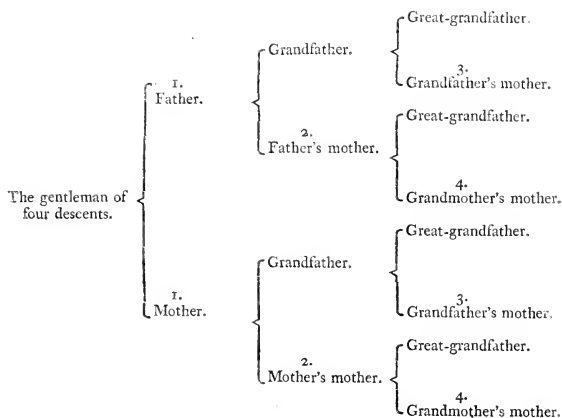 Great-grandfather.
Grandfather.
3.
Grandfather's mother.
1.
Father.
2.
Father's mother.
Great-grandfather.
4.
Grandmother's mother.
The gentleman of
four descents.
Great-grandfather.
Grandfather.
3.
Grandfather's mother.
1.
Mother.
2.
Mother's mother.
Great-grandfather.
4.
Grandmother's mother.